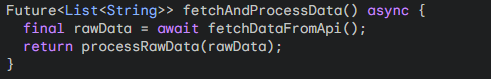 Future<List<String>> fetchAndProcessData() async {
  final rawData = await fetchDataFromApi();
  return processRawData(rawData);
}